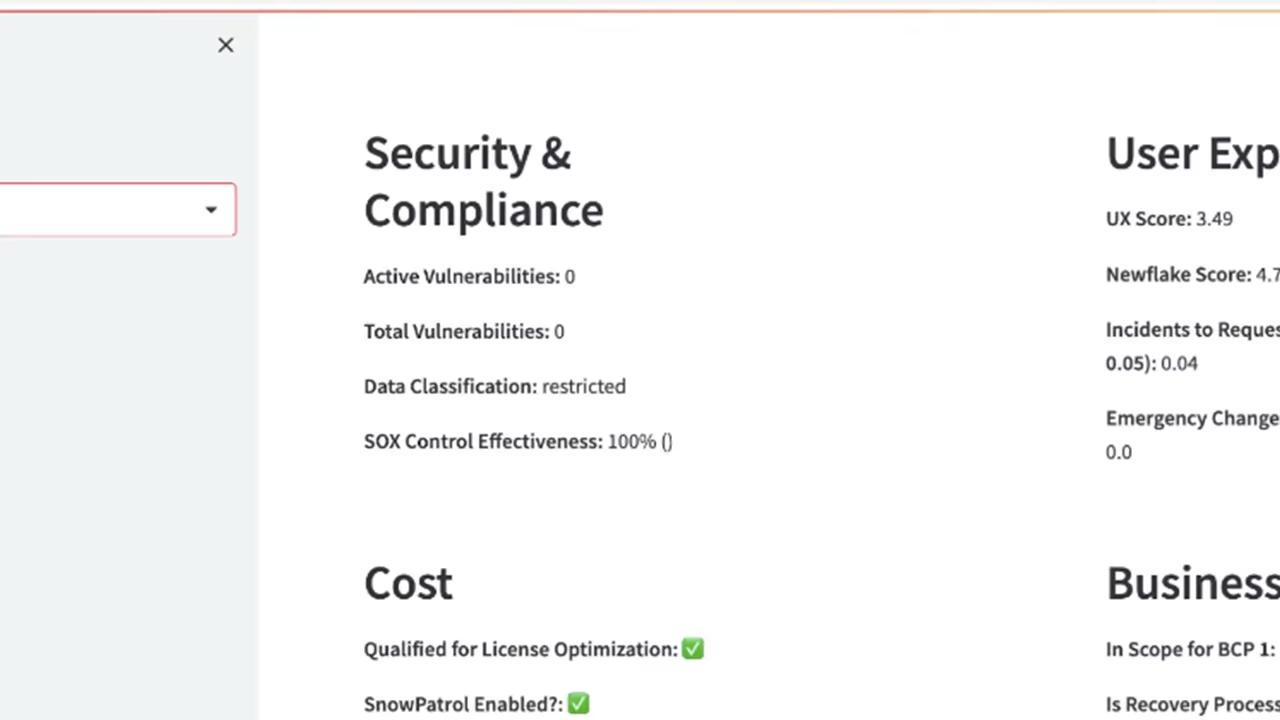 Security &
Compliance
Active Vulnerabilities: 0
Total Vulnerabilities: 0
Data Classification: restricted
SOX Control Effectiveness: 100% ()
User Exp
UX Score: 3.49
Newflake Score: 4.7
Incidents to Reques
0.05): 0.04
Emergency Change
0.0
Cost
Qualified for License Optimization: ✅
SnowPatrol Enabled?: ✅
Business
In Scope for BCP 1:
Is Recovery Process